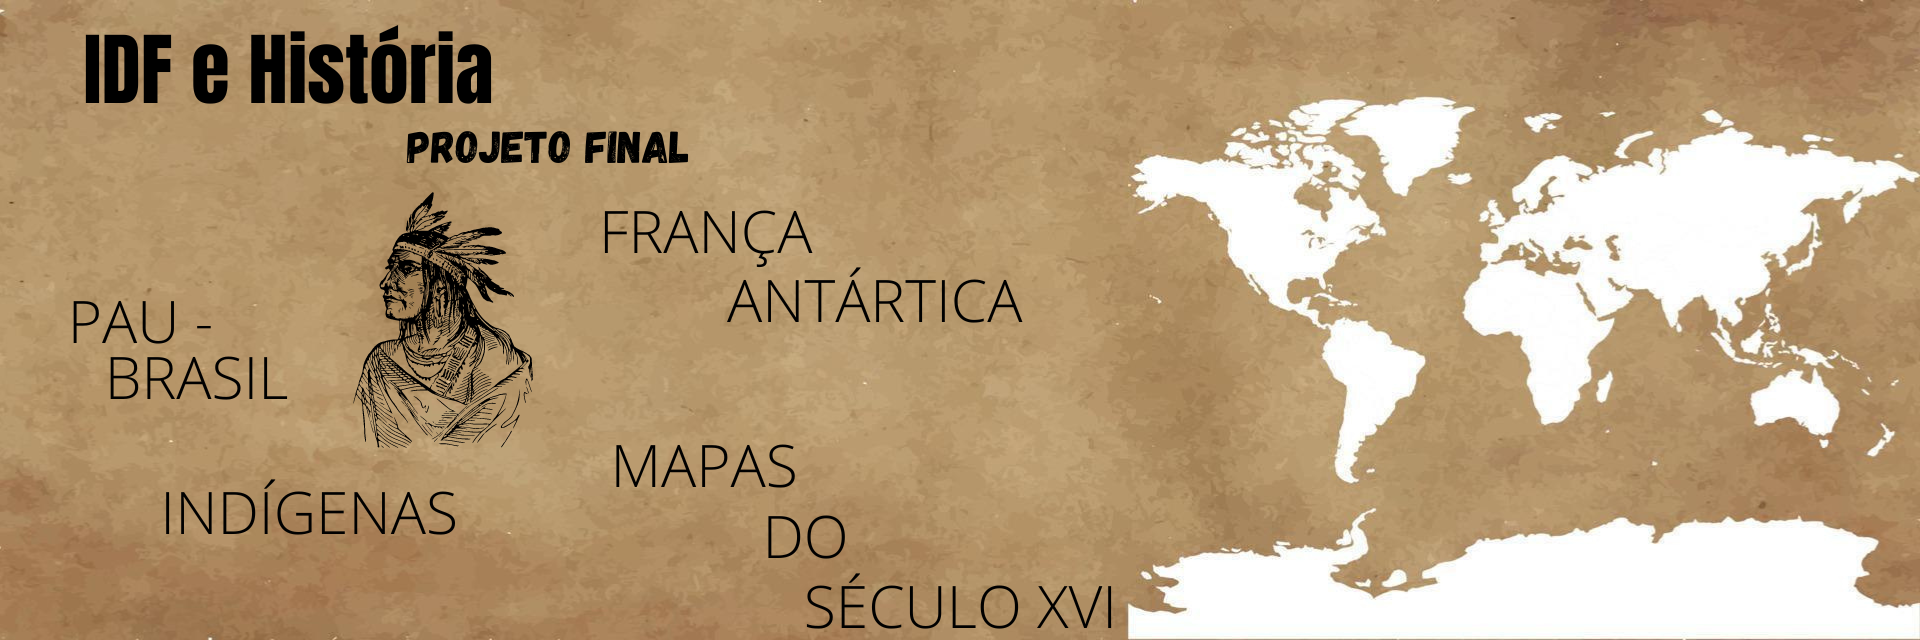 IDF e História
PROJETO FINAL
FRANÇA
ANTÁRTICA
PAU -
BRASIL
INDÍGENAS
MAPAS
DO
SÉCULO XVI